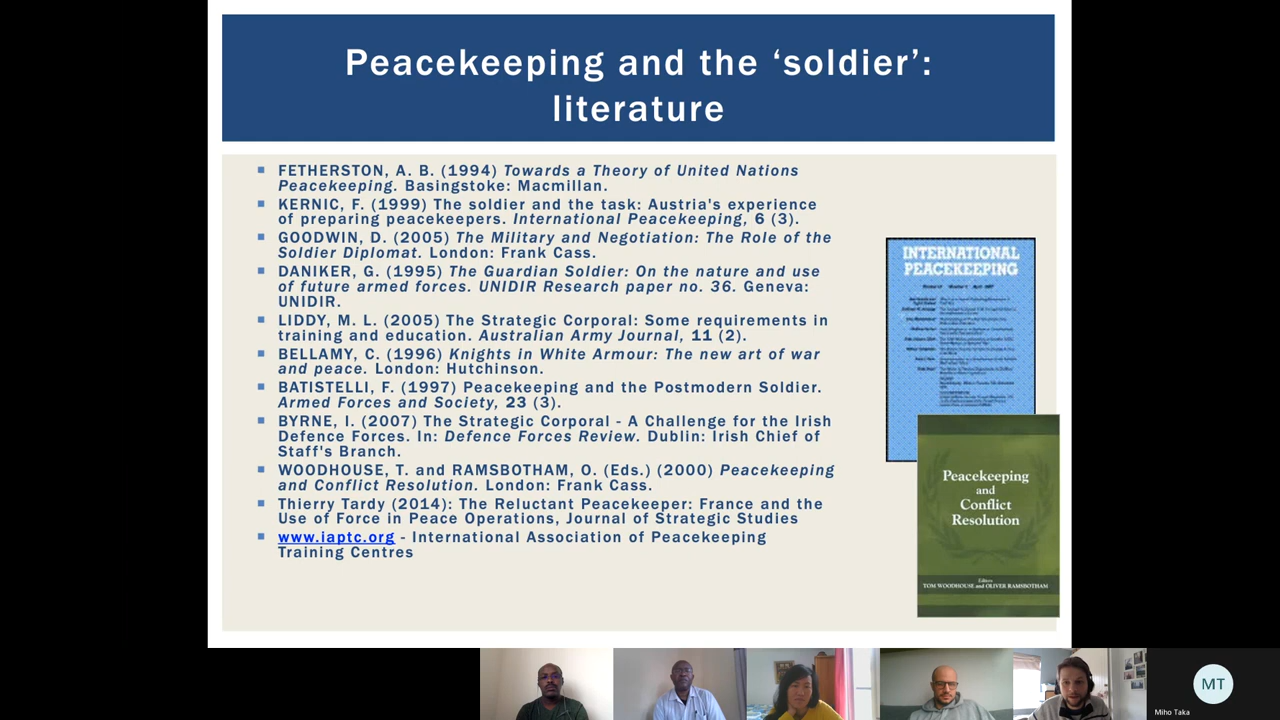 Peacekeeping and the ‘soldier’:
literature
FETHERSTON, A. B. (1994) Towards a Theory of United Nations
Peacekeeping. Basingstoke: Macmillan.
KERNIC, F. (1999) The soldier and the task: Austria's experience
of preparing peacekeepers. International Peacekeeping, 6 (3).
GOODWIN, D. (2005) The Military and Negotiation: The Role of the
Soldier Diplomat. London: Frank Cass.
DANIKER, G. (1995) The Guardian Soldier: On the nature and use
of future armed forces. UNIDIR Research paper no. 36. Geneva:
UNIDIR.
LIDDY, M. L. (2005) The Strategic Corporal: Some requirements in
training and education. Australian Army Journal, 11 (2).
BELLAMY, C. (1996) Knights in White Armour: The new art of war
and peace. London: Hutchinson.
BATISTELLI, F. (1997) Peacekeeping and the Postmodern Soldier.
Armed Forces and Society, 23 (3).
BYRNE, I. (2007) The Strategic Corporal - A Challenge for the Irish
Defence Forces. In: Defence Forces Review. Dublin: Irish Chief of
Staff's Branch.
WOODHOUSE, T. and RAMSBOTHAM, O. (Eds.) (2000) Peacekeeping
and Conflict Resolution. London: Frank Cass.
Thierry Tardy (2014): The Reluctant Peacekeeper: France and the
Use of Force in Peace Operations, Journal of Strategic Studies
www.iaptc.org - International Association of Peacekeeping
Training Centres
INTERNATIONAL
PEACEKEEPING
Peacekeeping
and
Conflict
Resolution
Editors
TOM WOODHOUSE and OLIVER RAMSBOTHAM
MT
Miho Taka